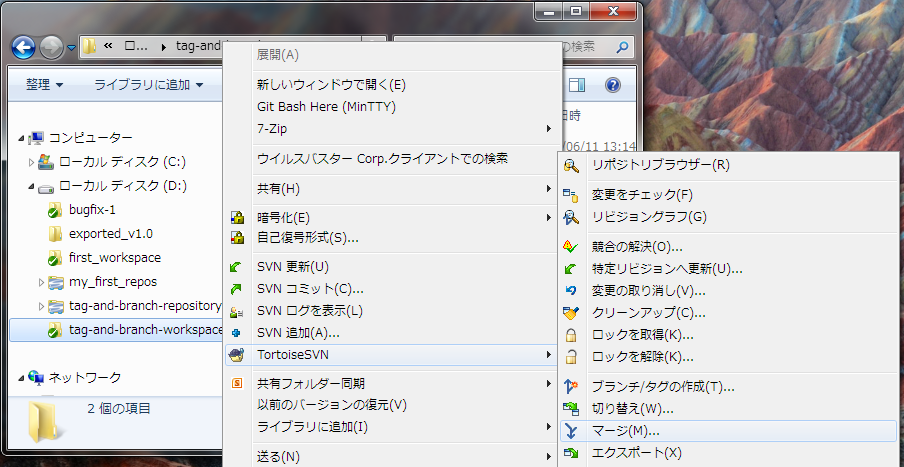 « ロ... ▸ tag-and-
の検索
整理 ▼ ライブラリに追加 ▼
日時
コンピューター
ローカル ディスク (C:)
ローカル ディスク (D:)
bugfix-1
exported_v1.0
first_workspace
my_first_repos
tag-and-branch-repository
tag-and-branch-workspace
ネットワーク
2 個の項目
06/11 13:14
展開(A)
新しいウィンドウで開く(E)
Git Bash Here (MinTTY)
7-Zip
ウイルスバスター Corp.クライアントでの検索
共有(H)
暗号化(E)
自己復号形式(S)...
SVN 更新(U)
SVN コミット(C)...
SVN ログを表示(L)
SVN 追加(A)...
TortoiseSVN
共有フォルダー同期
以前のバージョンの復元(V)
ライブラリに追加(I)
送る(N)
リポジトリブラウザー(R)
変更をチェック(F)
リビジョングラフ(G)
競合の解決(O)...
特定リビジョンへ更新(U)...
変更の取り消し(V)...
クリーンアップ(C)...
ロックを取得(K)...
ロックを解除(K)...
ブランチ/タグの作成(T)...
切り替え(W)...
マージ(M)...
エクスポート(X)